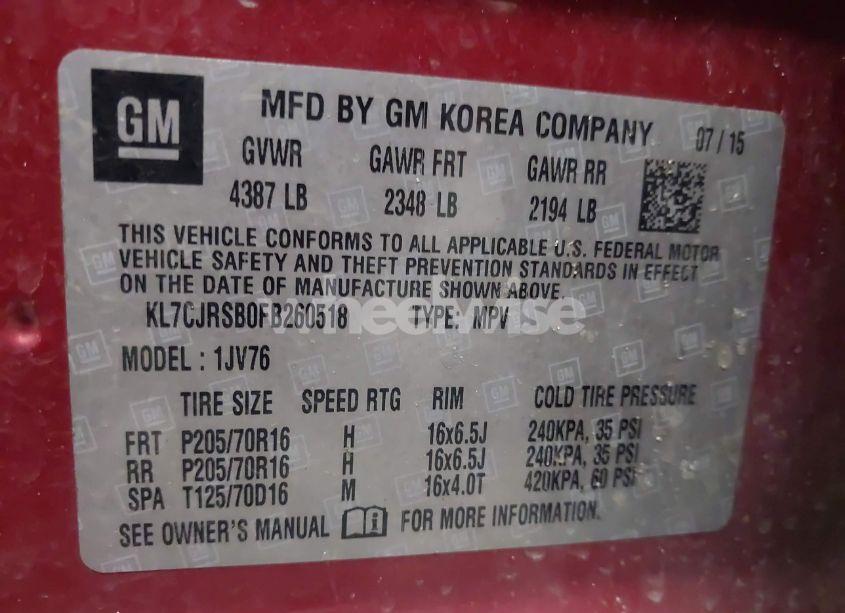 GM
MFD BY GM KOREA COMPANY 07/15
GVWR GAWR FRT GAWR RR
4387 LB 2348 LB 2194 LB
THIS VEHICLE CONFORMS TO ALL APPLICABLE U.S. FEDERAL MOTOR
VEHICLE SAFETY AND THEFT PREVENTION STANDARDS IN EFFECT
ON THE DATE OF MANUFACTURE SHOWN ABOVE.
KL7CJRSB0FB260518 TYPE: MPV
MODEL : 1JV76
TIRE SIZE SPEED RTG RIM COLD TIRE PRESSURE
FRT P205/70R16 H 16x6.5J 240KPA, 35 PSI
RR P205/70R16 H 16x6.5J 240KPA, 35 PSI
SPA T125/70D16 M 16x4.0T 420KPA, 60 PSI
SEE OWNER'S MANUAL FOR MORE INFORMATION.